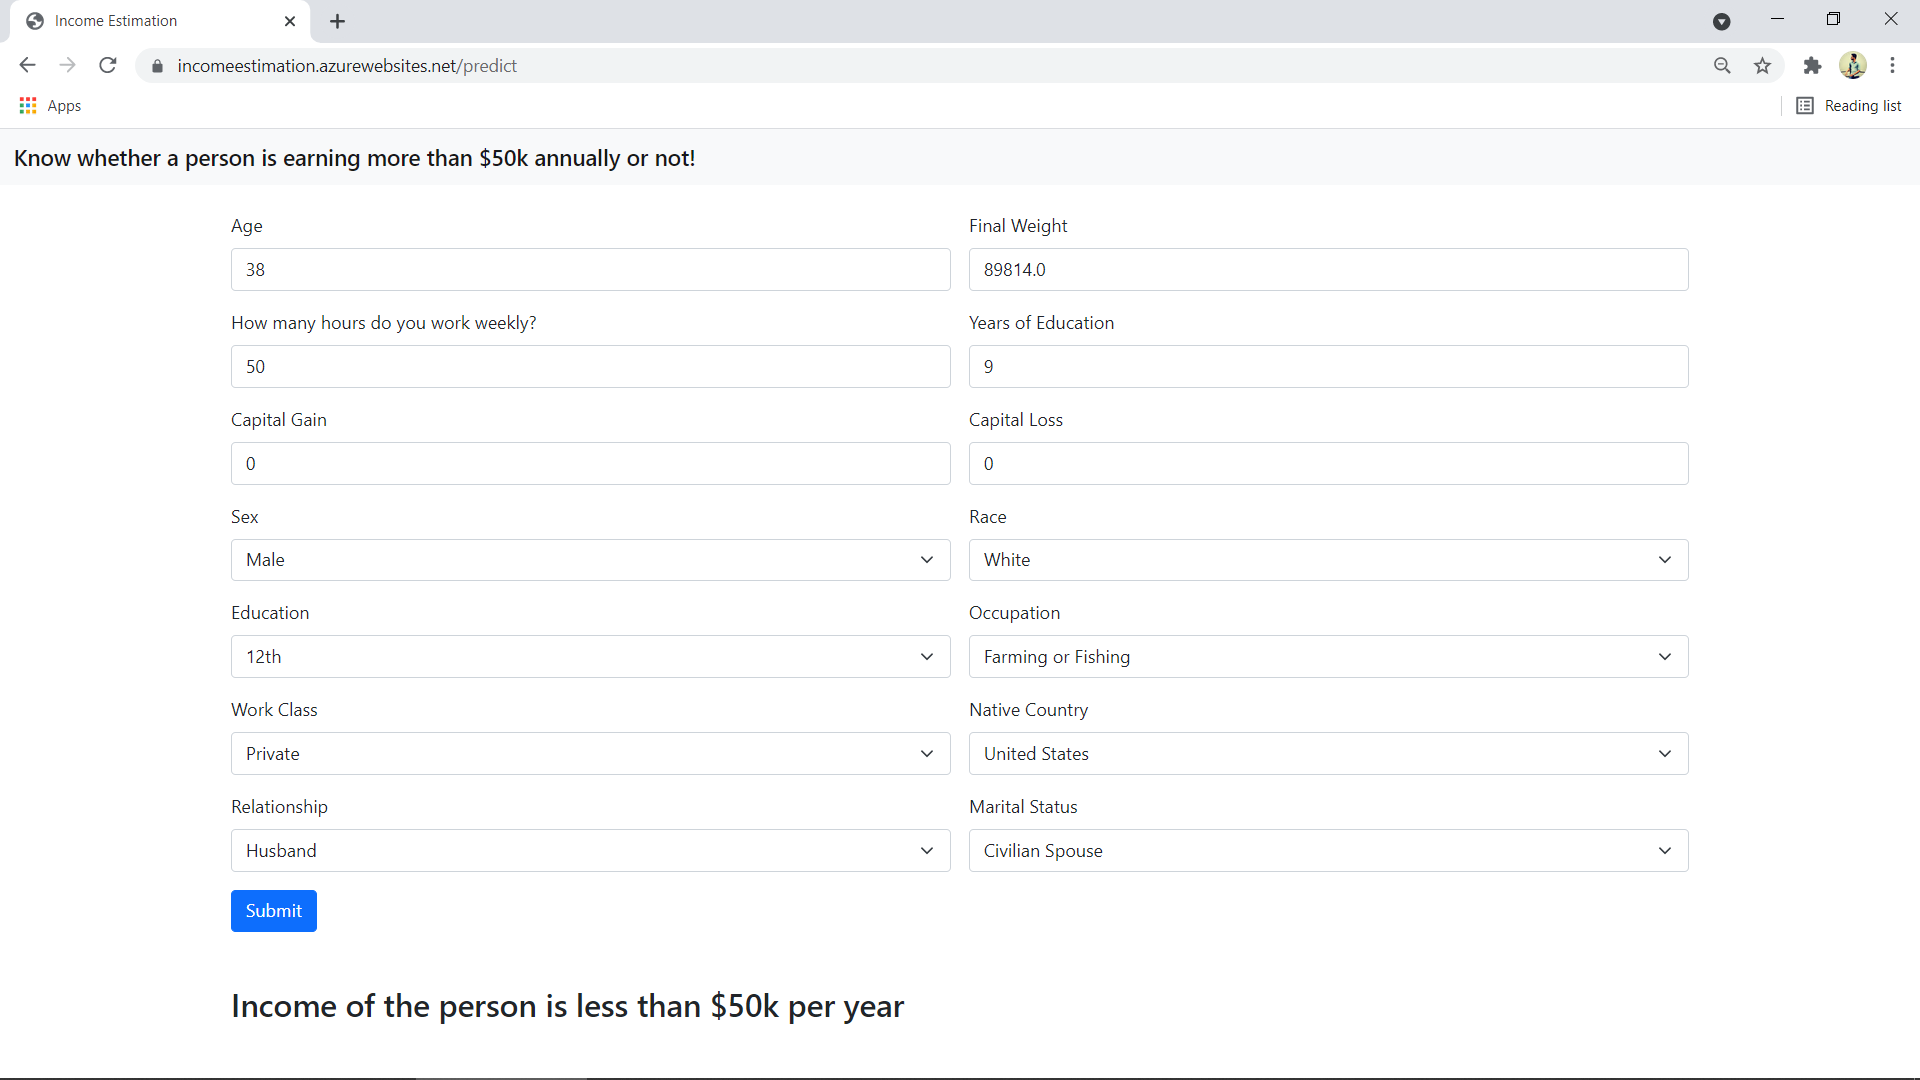 Income Estimation
incomeestimation.azurewebsites.net/predict
Apps
Reading list
Know whether a person is earning more than $50k annually or not!
Age
Final Weight
38
89814.0
How many hours do you work weekly?
Years of Education
50
9
Capital Gain
Capital Loss
0
0
Sex
Race
Male
White
Education
Occupation
12th
Farming or Fishing
Work Class
Native Country
Private
United States
Relationship
Marital Status
Husband
Civilian Spouse
Submit
Income of the person is less than $50k per year